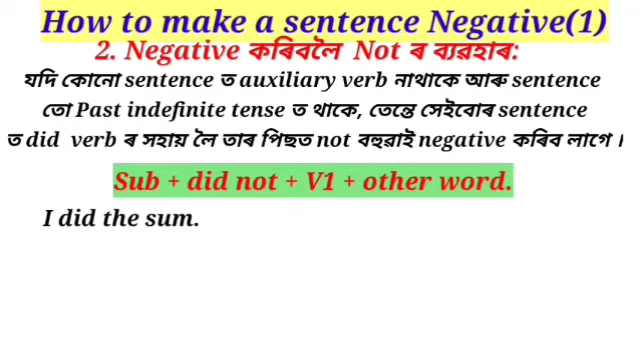 How to make a sentence Negative(1)
2. Negative কৰিবলৈ Not ৰ ব্যৱহাৰ:
যদি কোনো sentence ত auxiliary verb নাথাকে আৰু sentence
তো Past indefinite tense ত থাকে, তেন্তে সেইবোৰ sentence
ত did verb ৰ সহায় লৈ তাৰ পিছত not বহুৱাই negative কৰিব লাগে ।
Sub + did not + V1 + other word.
I did the sum.